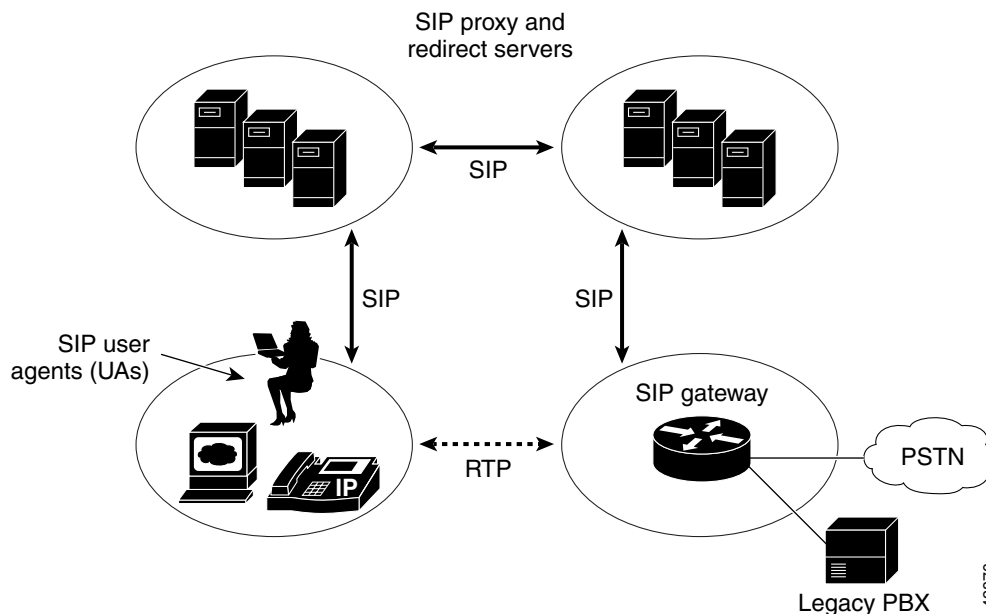 SIP proxy and
redirect servers
SIP
SIP
SIP
SIP user
agents (UAs)
SIP gateway
RTP
IP
PSTN
Legacy PBX